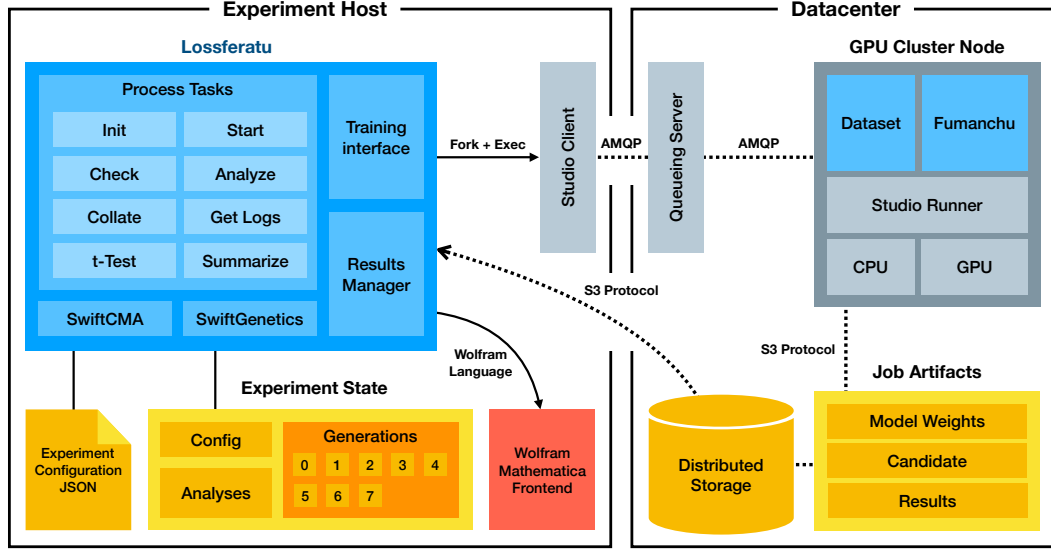 Experiment Host
Datacenter
Lossferatu
GPU Cluster Node
Process Tasks
Init
Start
Check
Analyze
Collate
Get Logs
t-Test
Summarize
Training
interface
Results
Manager
SwiftCMA
SwiftGenetics
Fork + Exec
Studio Client
AMQP
Queueing Server
AMQP
Dataset
Fumanchu
Studio Runner
CPU
GPU
S3 Protocol
S3 Protocol
Wolfram
Language
Experiment State
Job Artifacts
Experiment
Configuration
JSON
Config
Analyses
Generations
0 1 2 3 4
5 6 7
Wolfram
Mathematica
Frontend
Distributed
Storage
Model Weights
Candidate
Results